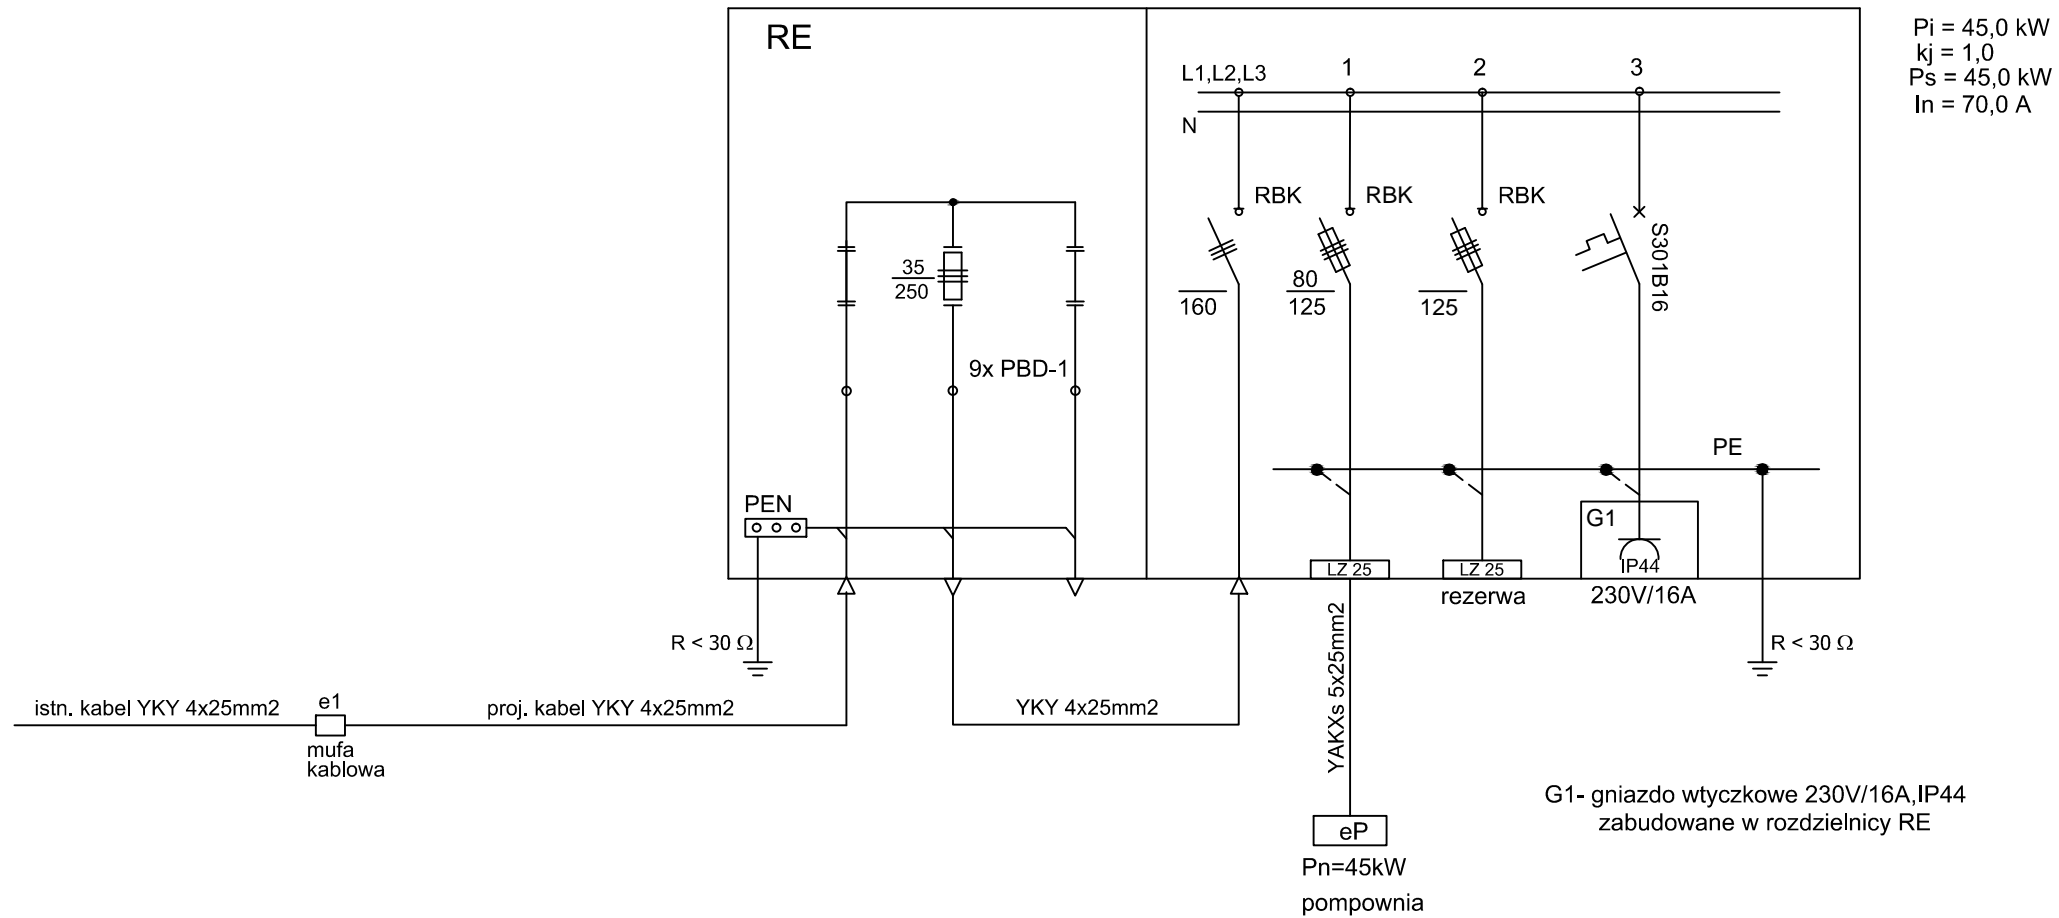 RE
Pi = 45,0 kW
kj = 1,0
Ps = 45,0 kW
In = 70,0 A
L1,L2,L3
1
2
3
N
RBK
RBK
RBK
S301B16
35
250
160
80
125
125
9x PBD-1
PE
PEN
G1
LZ 25
LZ 25
IP44
rezerwa
230V/16A
R < 30 Ω
R < 30 Ω
YAKXs 5x25mm2
istn. kabel YKY 4x25mm2
e1
proj. kabel YKY 4x25mm2
YKY 4x25mm2
mufa
kablowa
G1- gniazdo wtyczkowe 230V/16A,IP44
zabudowane w rozdzielnicy RE
eP
Pn=45kW
pompownia